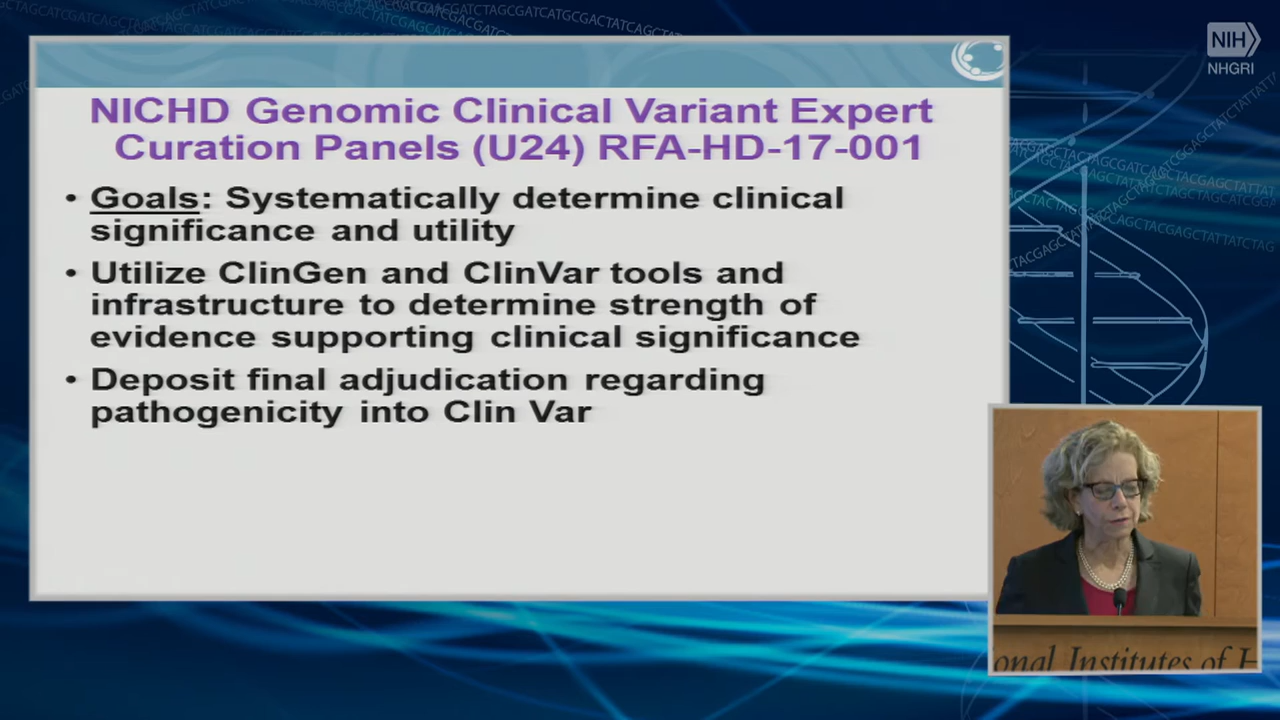 NIH
NHGRI
NICHD Genomic Clinical Variant Expert
Curation Panels (U24) RFA-HD-17-001
• Goals: Systematically determine clinical
significance and utility
• Utilize ClinGen and ClinVar tools and
infrastructure to determine strength of
evidence supporting clinical significance
• Deposit final adjudication regarding
pathogenicity into Clin Var
onal Institutes of H